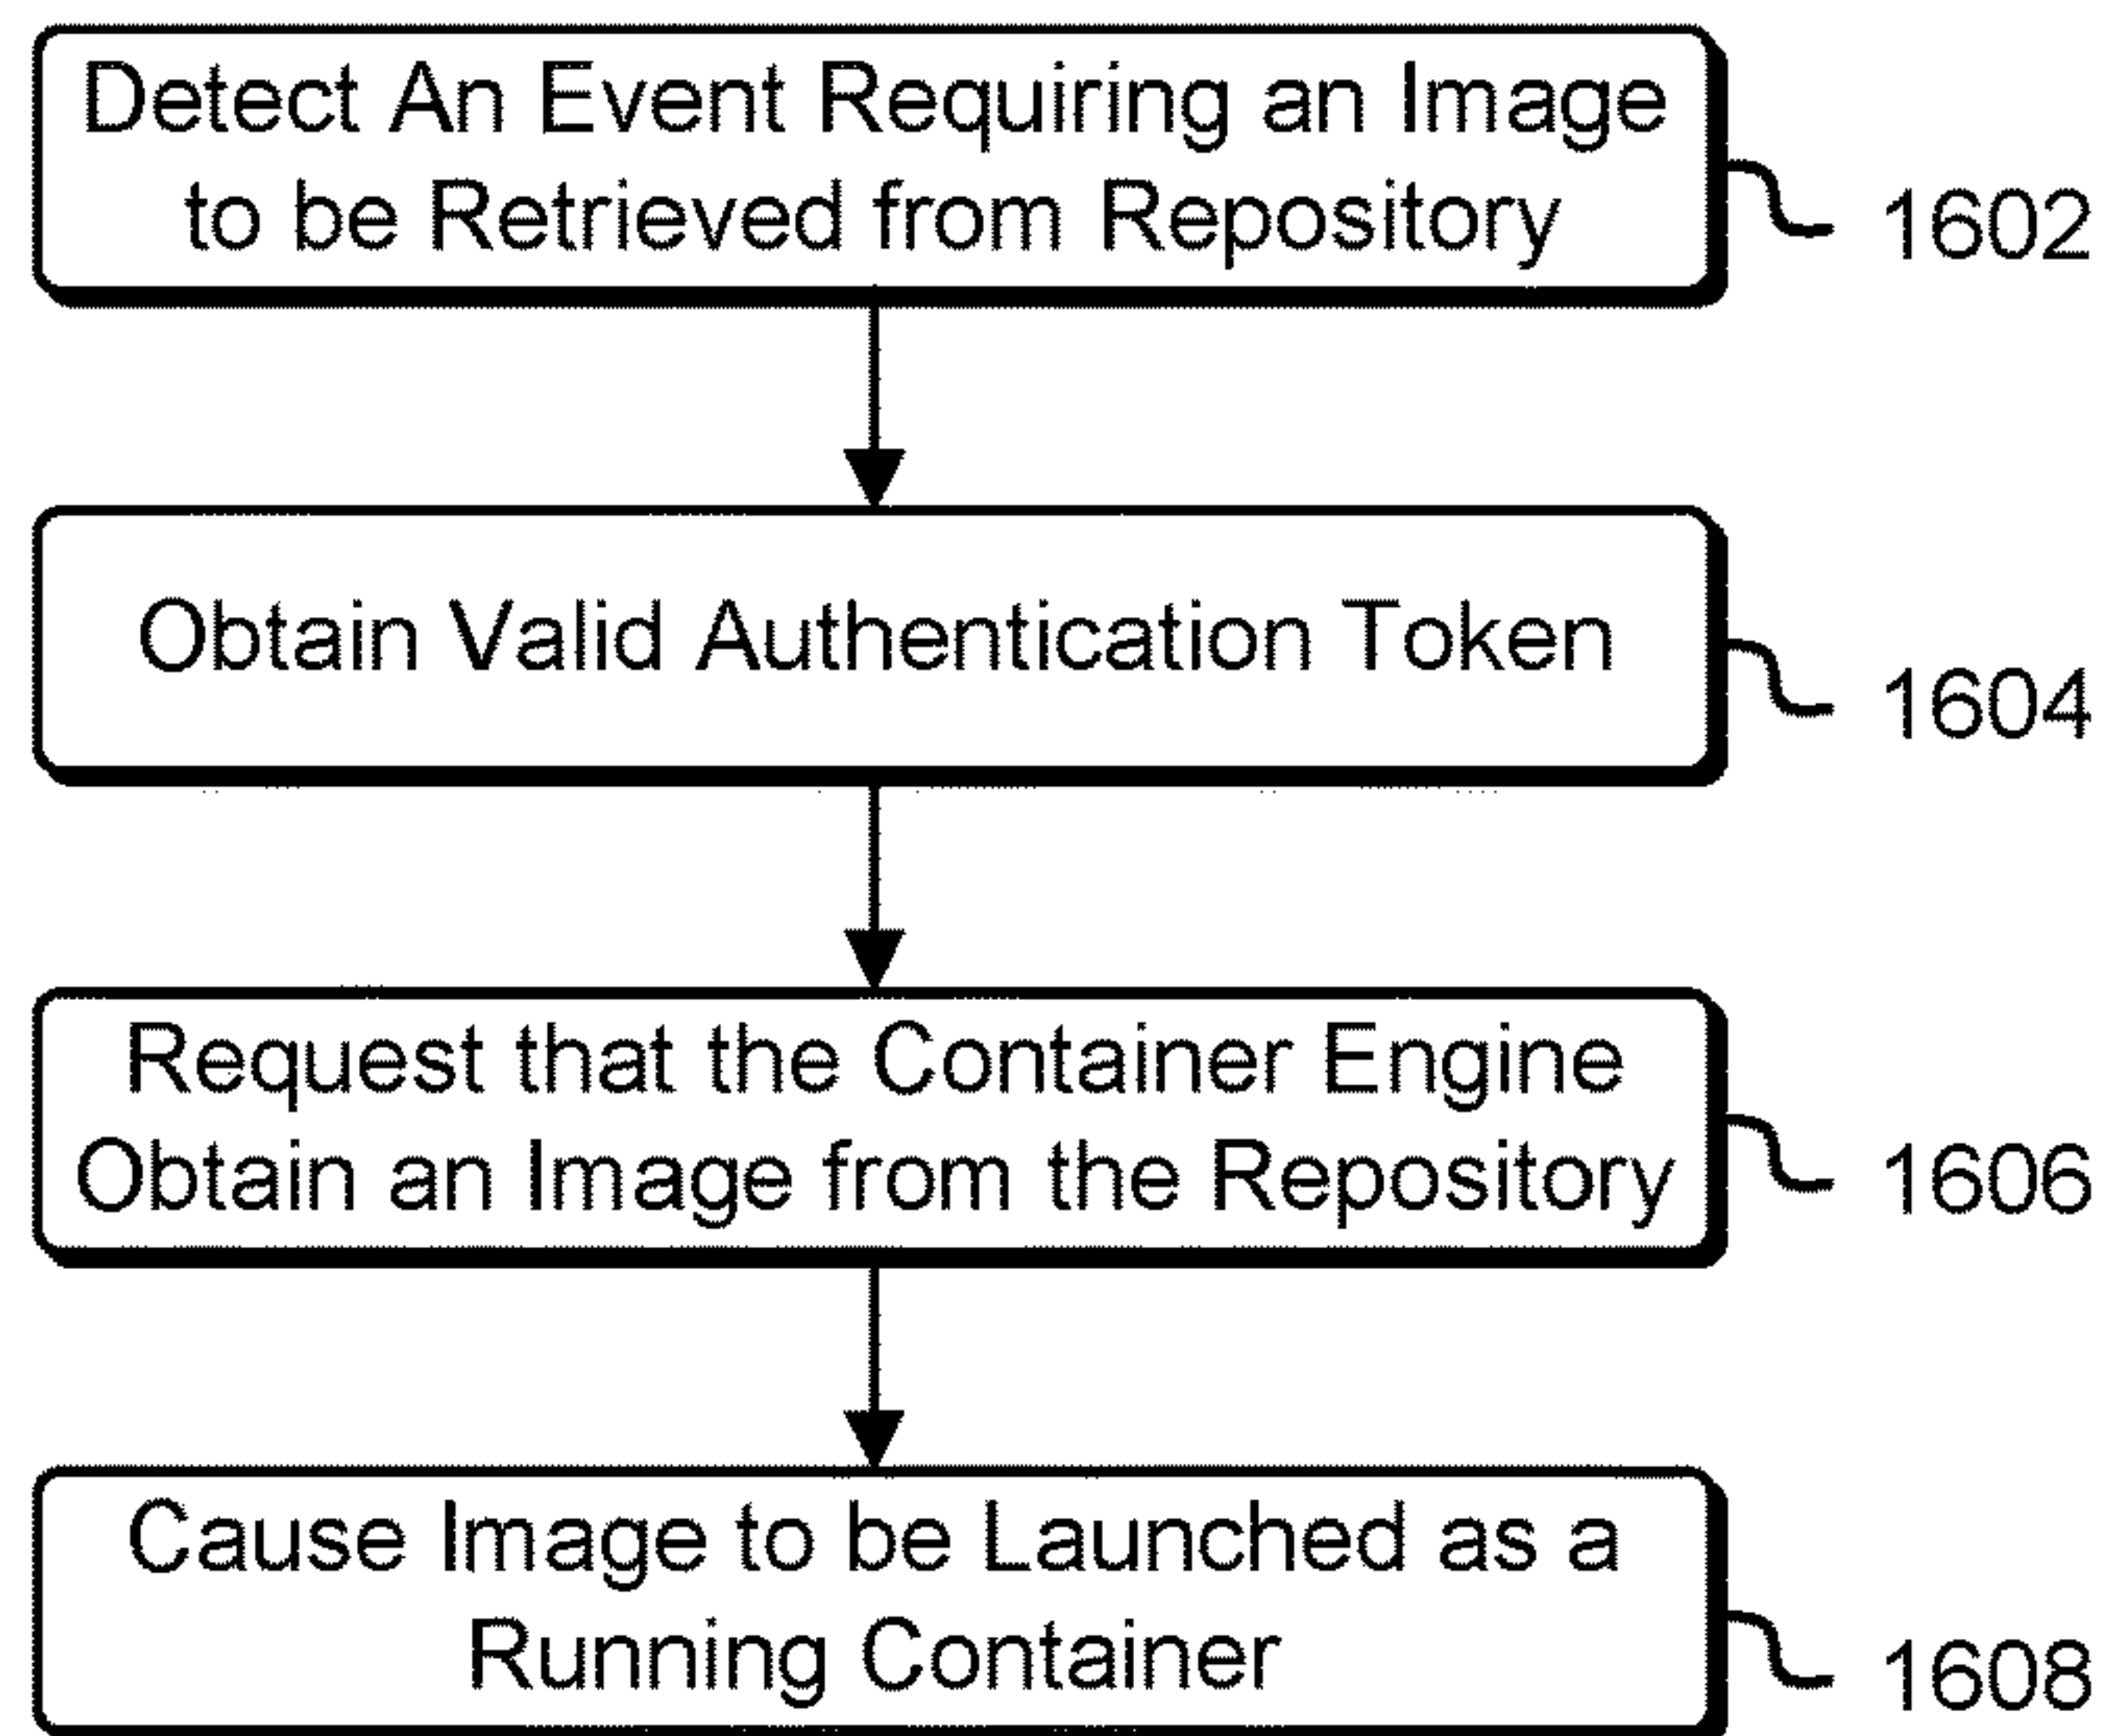 Detect An Event Requiring an Image
to be Retrieved from Repository
1602
Obtain Valid Authentication Token
1604
Request that the Container Engine
Obtain an Image from the Repository
1606
Cause Image to be Launched as a
Running Container
1608